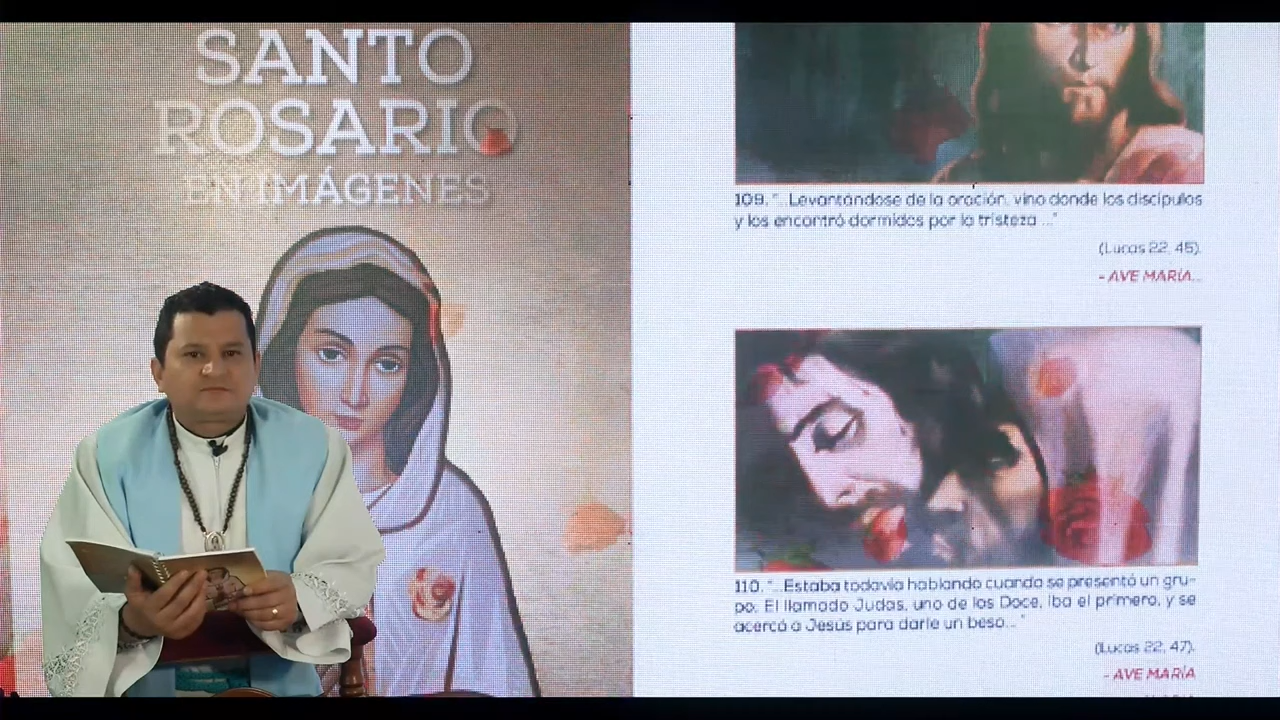 SANTO
ROSARIO
EN IMÁGENES
109. "...Levantándose de la oración, vino donde los discípulos
y los encontró dormidos por la tristeza ..."
(Lucas 22, 45).
- AVE MARÍA...
110. "...Estaba todavía hablando cuando se presentó un gru-
po. El llamado Judas, uno de los Doce, iba el primero, y se
acercó a Jesús para darle un beso... "
(Lucas 22, 47).
- AVE MARÍA